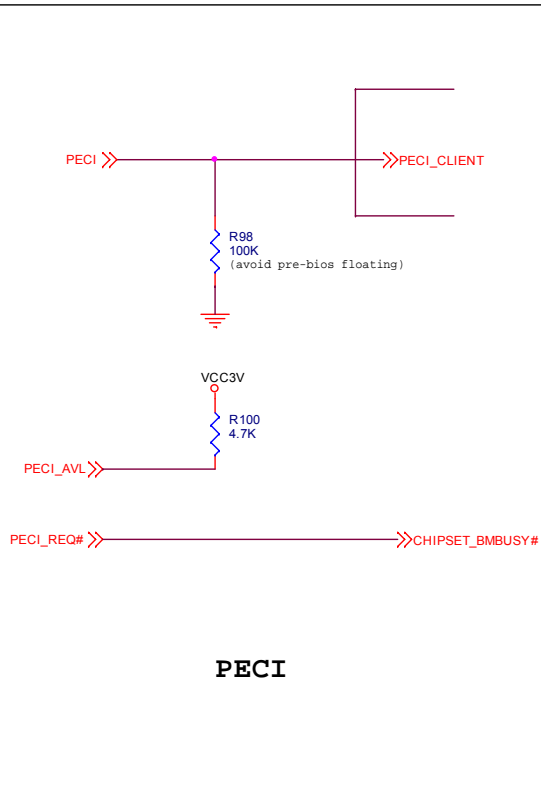 PECI
PECI_CLIENT
R98
100K
(avoid pre-bios floating)
VCC3V
R100
4.7K
PECI_AVL
PECI_REQ#
CHIPSET_BMBUSY#
PECI